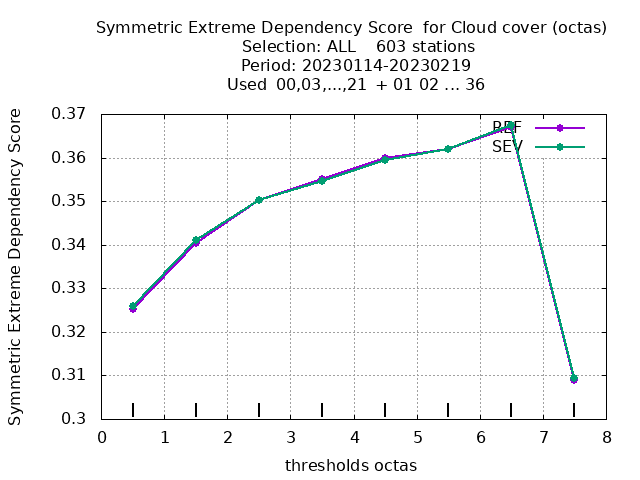 Symmetric Extreme Dependency Score  for Cloud cover (octas)
Selection: ALL    603 stations
Period: 20230114-20230219
Used  00,03,...,21  + 01 02 ... 36
Symmetric Extreme Dependency Score
0.37
0.36
0.35
0.34
0.33
0.32
0.31
0.3
REF
SEV
0 1 2 3 4 5 6 7 8
thresholds octas